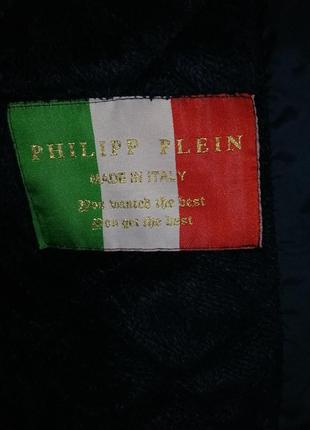 PHILIPP PLEIN
MADE IN ITALY
You wanted the best
You got the best